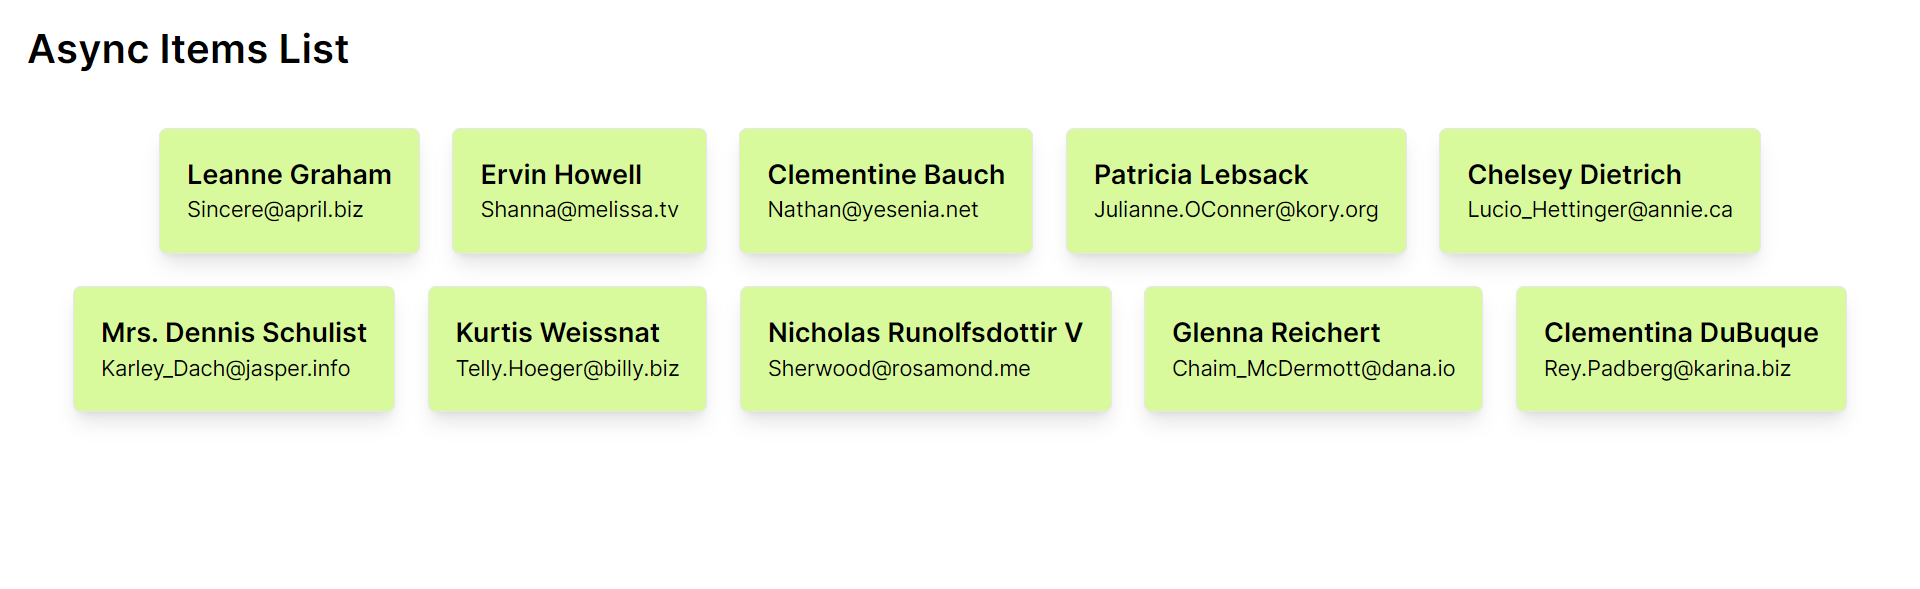 Async Items List
Leanne Graham
Sincere@april.biz
Ervin Howell
Shanna@melissa.tv
Clementine Bauch
Nathan@yesenia.net
Patricia Lebsack
Julianne.OConner@kory.org
Chelsey Dietrich
Lucio_Hettinger@annie.ca
Mrs. Dennis Schulist
Karley_Dach@jasper.info
Kurtis Weissnat
Telly.Hoeger@billy.biz
Nicholas Runolfsdottir V
Sherwood@rosamond.me
Glenna Reichert
Chaim_McDermott@dana.io
Clementina DuBuque
Rey.Padberg@karina.biz